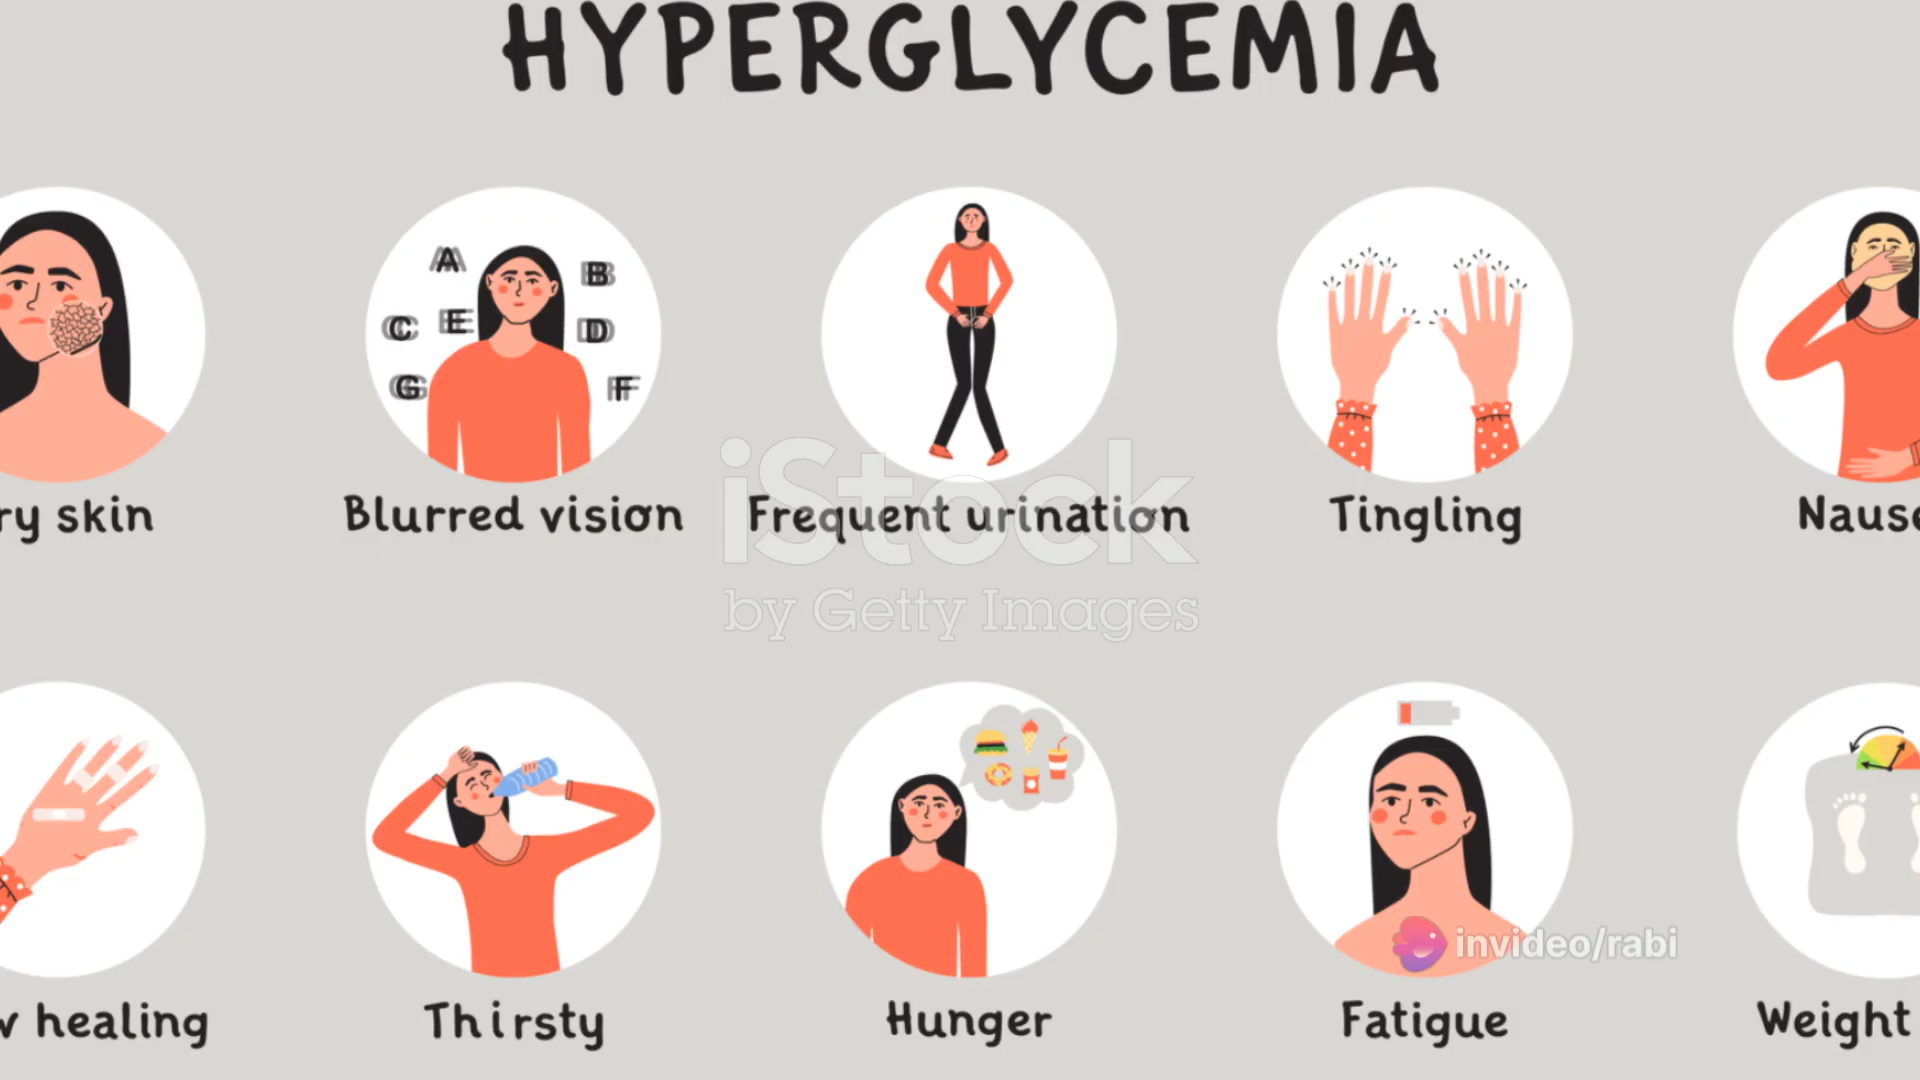 HYPERGLYCEMIA
A
B
C
E
D
G
F
ry skin
Blurred vision
Frequent urination
Tingling
Nause
iStock
by Getty Images
w healing
Thirsty
Hunger
Fatigue
Weight
invideo/rabi